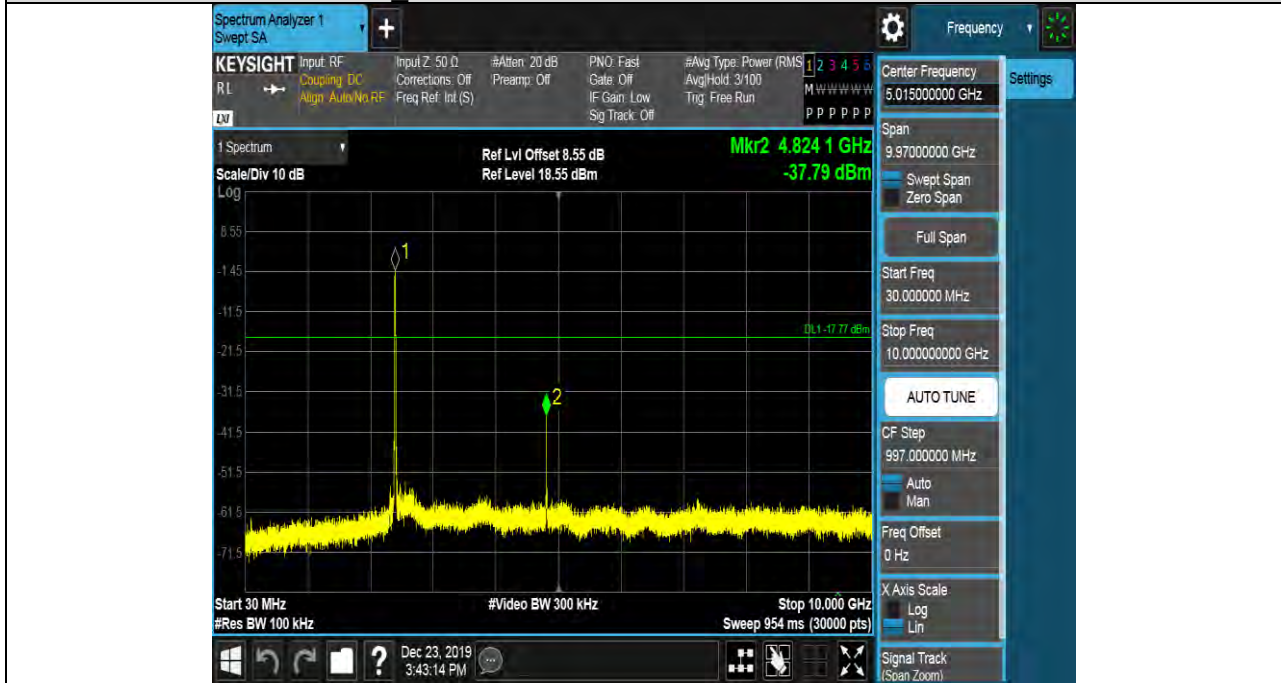 Spectrum Analyzer 1
Swept SA
+
Frequency
KEYSIGHT
RL
LXI
Input: RF
Coupling: DC
Align: Auto/No RF
Input Z: 50 Ω
Corrections: Off
Freq Ref: Int (S)
#Atten: 20 dB
Preamp: Off
PNO: Fast
Gate: Off
IF Gain: Low
Sig Track: Off
#Avg Type: Power (RMS
Avg|Hold: 3/100
Trig: Free Run
1 2 3 4 5 6
M W W W W W
P P P P P P
1 Spectrum
Scale/Div 10 dB
Log
Ref Lvl Offset 8.55 dB
Ref Level 18.55 dBm
Mkr2 4.824 1 GHz
-37.79 dBm
8.55
-1.45
-11.5
-21.5
-31.5
-41.5
-51.5
-61.5
-71.5
1
2
DL1 -17.77 dBm
Start 30 MHz
#Res BW 100 kHz
#Video BW 300 kHz
Stop 10.000 GHz
Sweep 954 ms (30000 pts)
?
Dec 23, 2019
3:43:14 PM
Center Frequency
5.015000000 GHz
Settings
Span
9.97000000 GHz
Swept Span
Zero Span
Full Span
Start Freq
30.000000 MHz
Stop Freq
10.000000000 GHz
AUTO TUNE
CF Step
997.000000 MHz
Auto
Man
Freq Offset
0 Hz
X Axis Scale
Log
Lin
Signal Track
(Span Zoom)